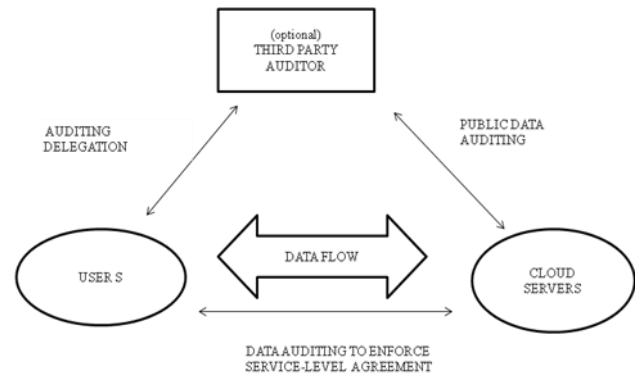 (optional)
THIRD PARTY
AUDITOR
AUDITING
DELEGATION
PUBLIC DATA
AUDITING
USER S
DATA FLOW
CLOUD
SERVERS
DATA AUDITING TO ENFORCE
SERVICE-LEVEL AGREEMENT